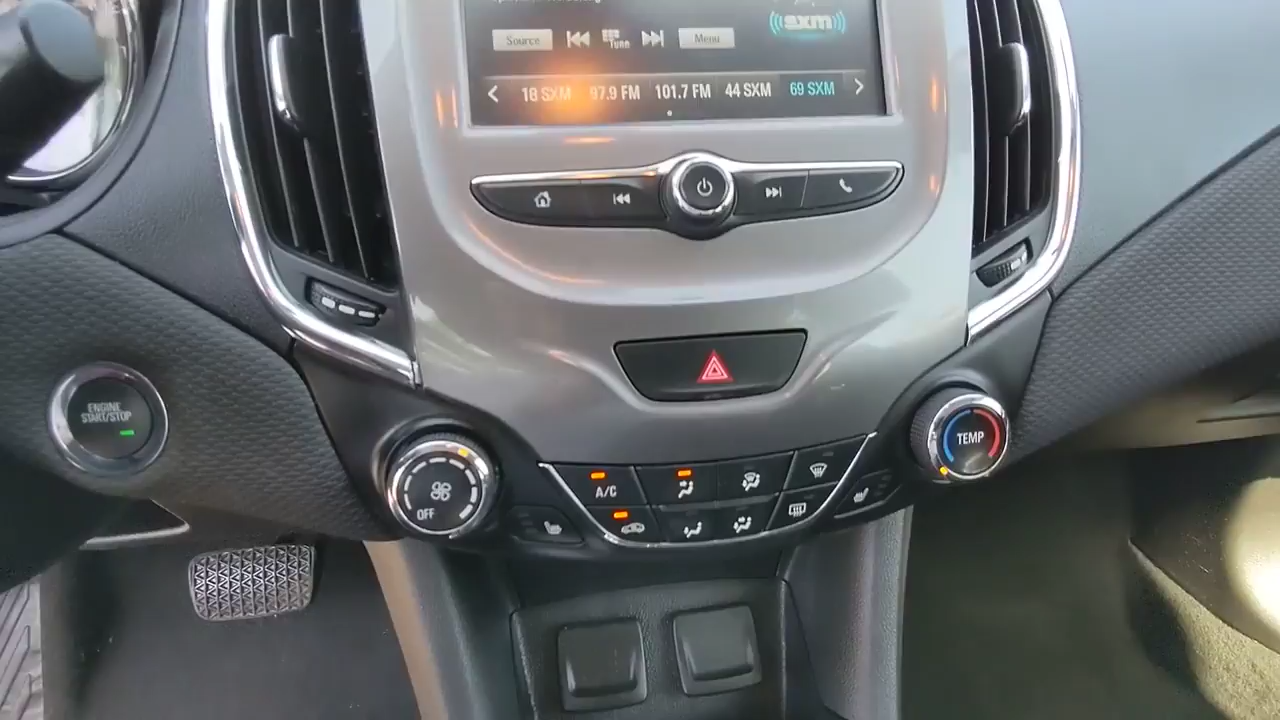 sxm
Source
Tune
Menu
18 SXM 97.9 FM 101.7 FM 44 SXM 69 SXM
ENGINE
START/STOP
OFF
A/C
TEMP